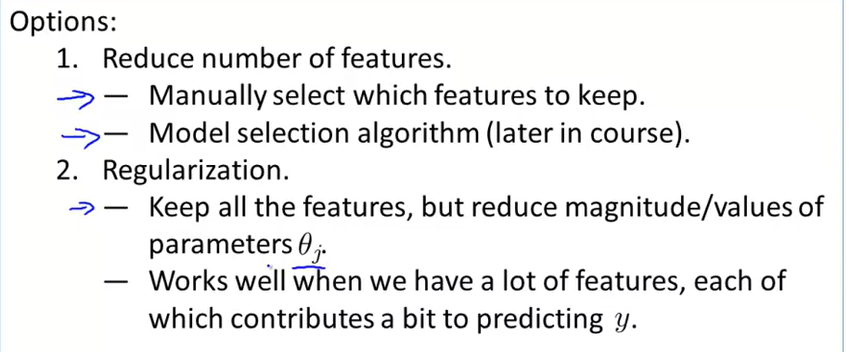 Options:
1. Reduce number of features.
— Manually select which features to keep.
— Model selection algorithm (later in course).
2. Regularization.
— Keep all the features, but reduce magnitude/values of
parameters θⱼ.
— Works well when we have a lot of features, each of
which contributes a bit to predicting y.